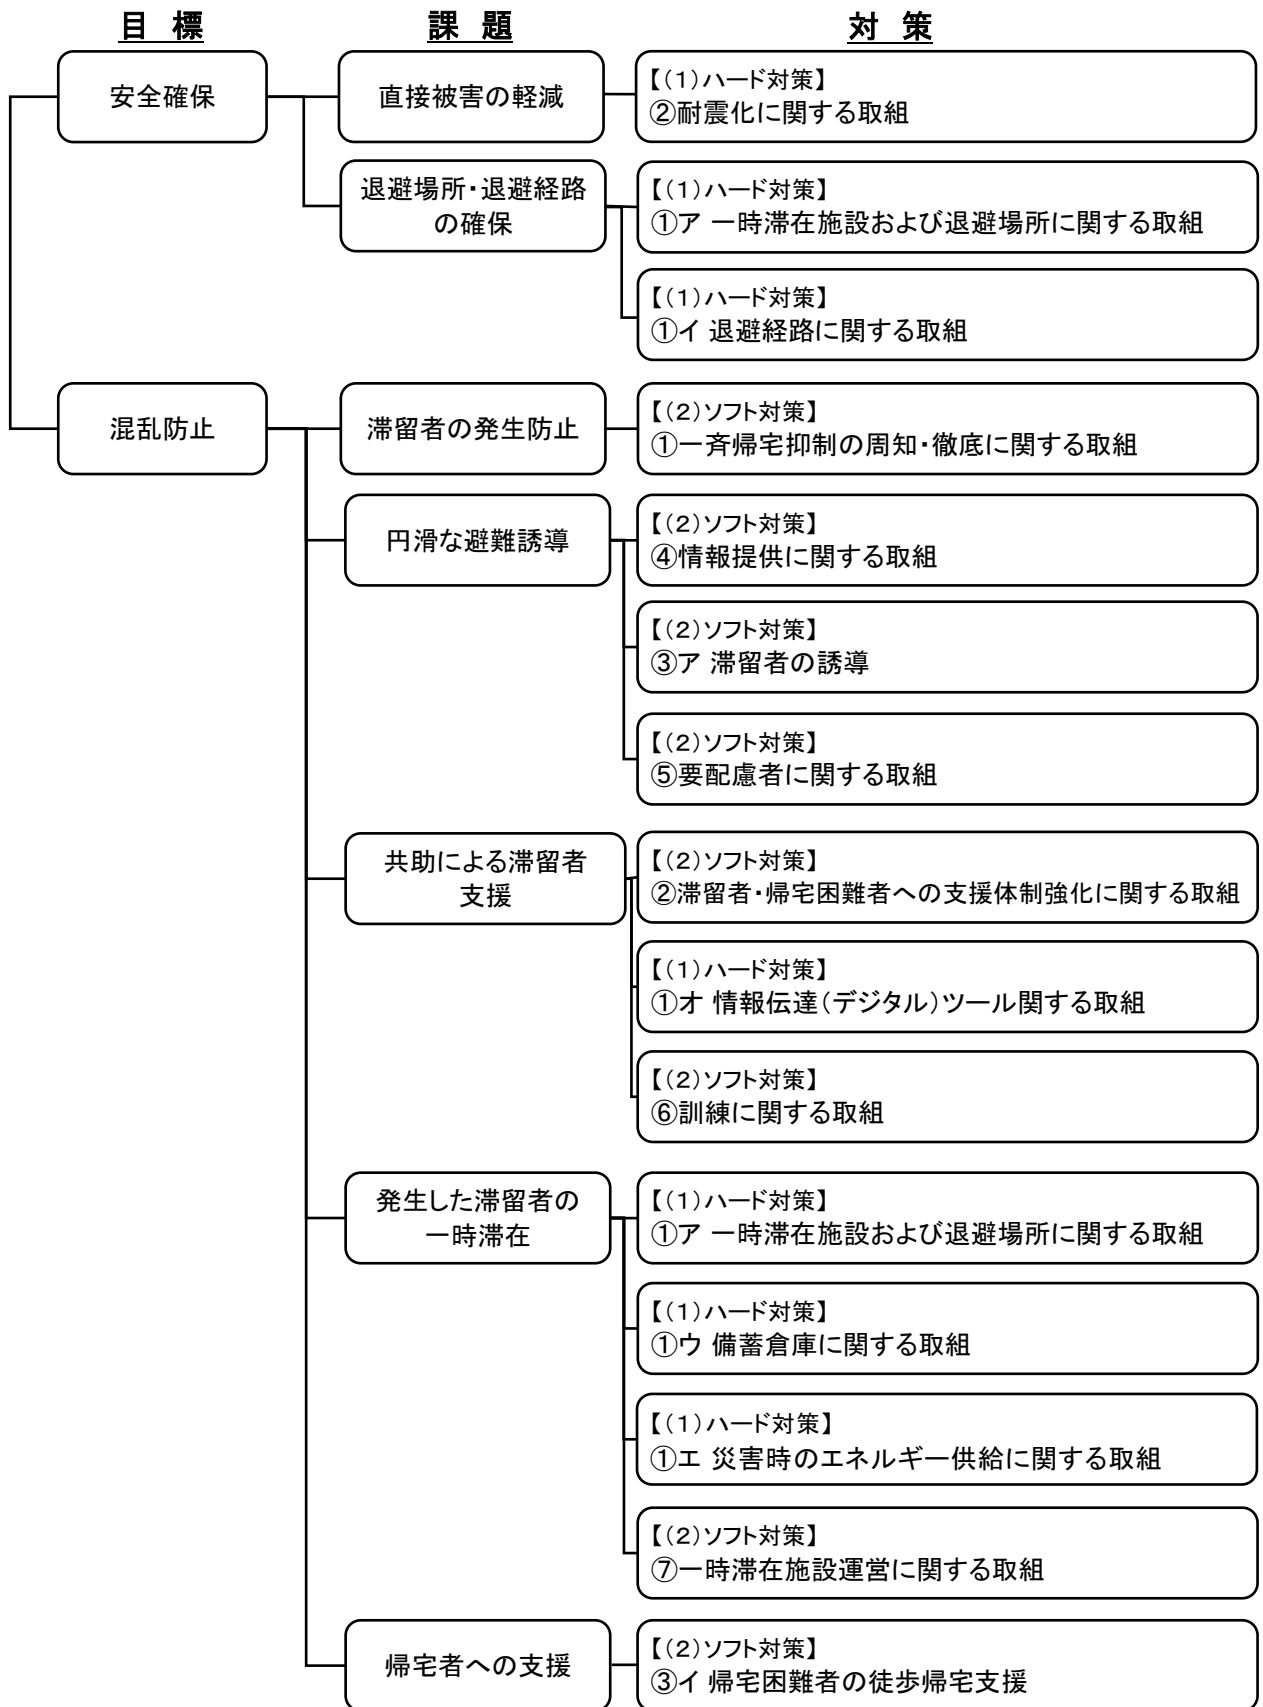 目 標
課 題
対 策
安全確保
直接被害の軽減
【(1)ハード対策】
②耐震化に関する取組
退避場所・退避経路
の確保
【(1)ハード対策】
①ア 一時滞在施設および退避場所に関する取組
【(1)ハード対策】
①イ 退避経路に関する取組
混乱防止
滞留者の発生防止
【(2)ソフト対策】
①一斉帰宅抑制の周知・徹底に関する取組
円滑な避難誘導
【(2)ソフト対策】
④情報提供に関する取組
【(2)ソフト対策】
③ア 滞留者の誘導
【(2)ソフト対策】
⑤要配慮者に関する取組
共助による滞留者
支援
【(2)ソフト対策】
②滞留者・帰宅困難者への支援体制強化に関する取組
【(1)ハード対策】
①オ 情報伝達(デジタル)ツール関する取組
【(2)ソフト対策】
⑥訓練に関する取組
発生した滞留者の
一時滞在
【(1)ハード対策】
①ア 一時滞在施設および退避場所に関する取組
【(1)ハード対策】
①ウ 備蓄倉庫に関する取組
【(1)ハード対策】
①エ 災害時のエネルギー供給に関する取組
【(2)ソフト対策】
⑦一時滞在施設運営に関する取組
帰宅者への支援
【(2)ソフト対策】
③イ 帰宅困難者の徒歩帰宅支援